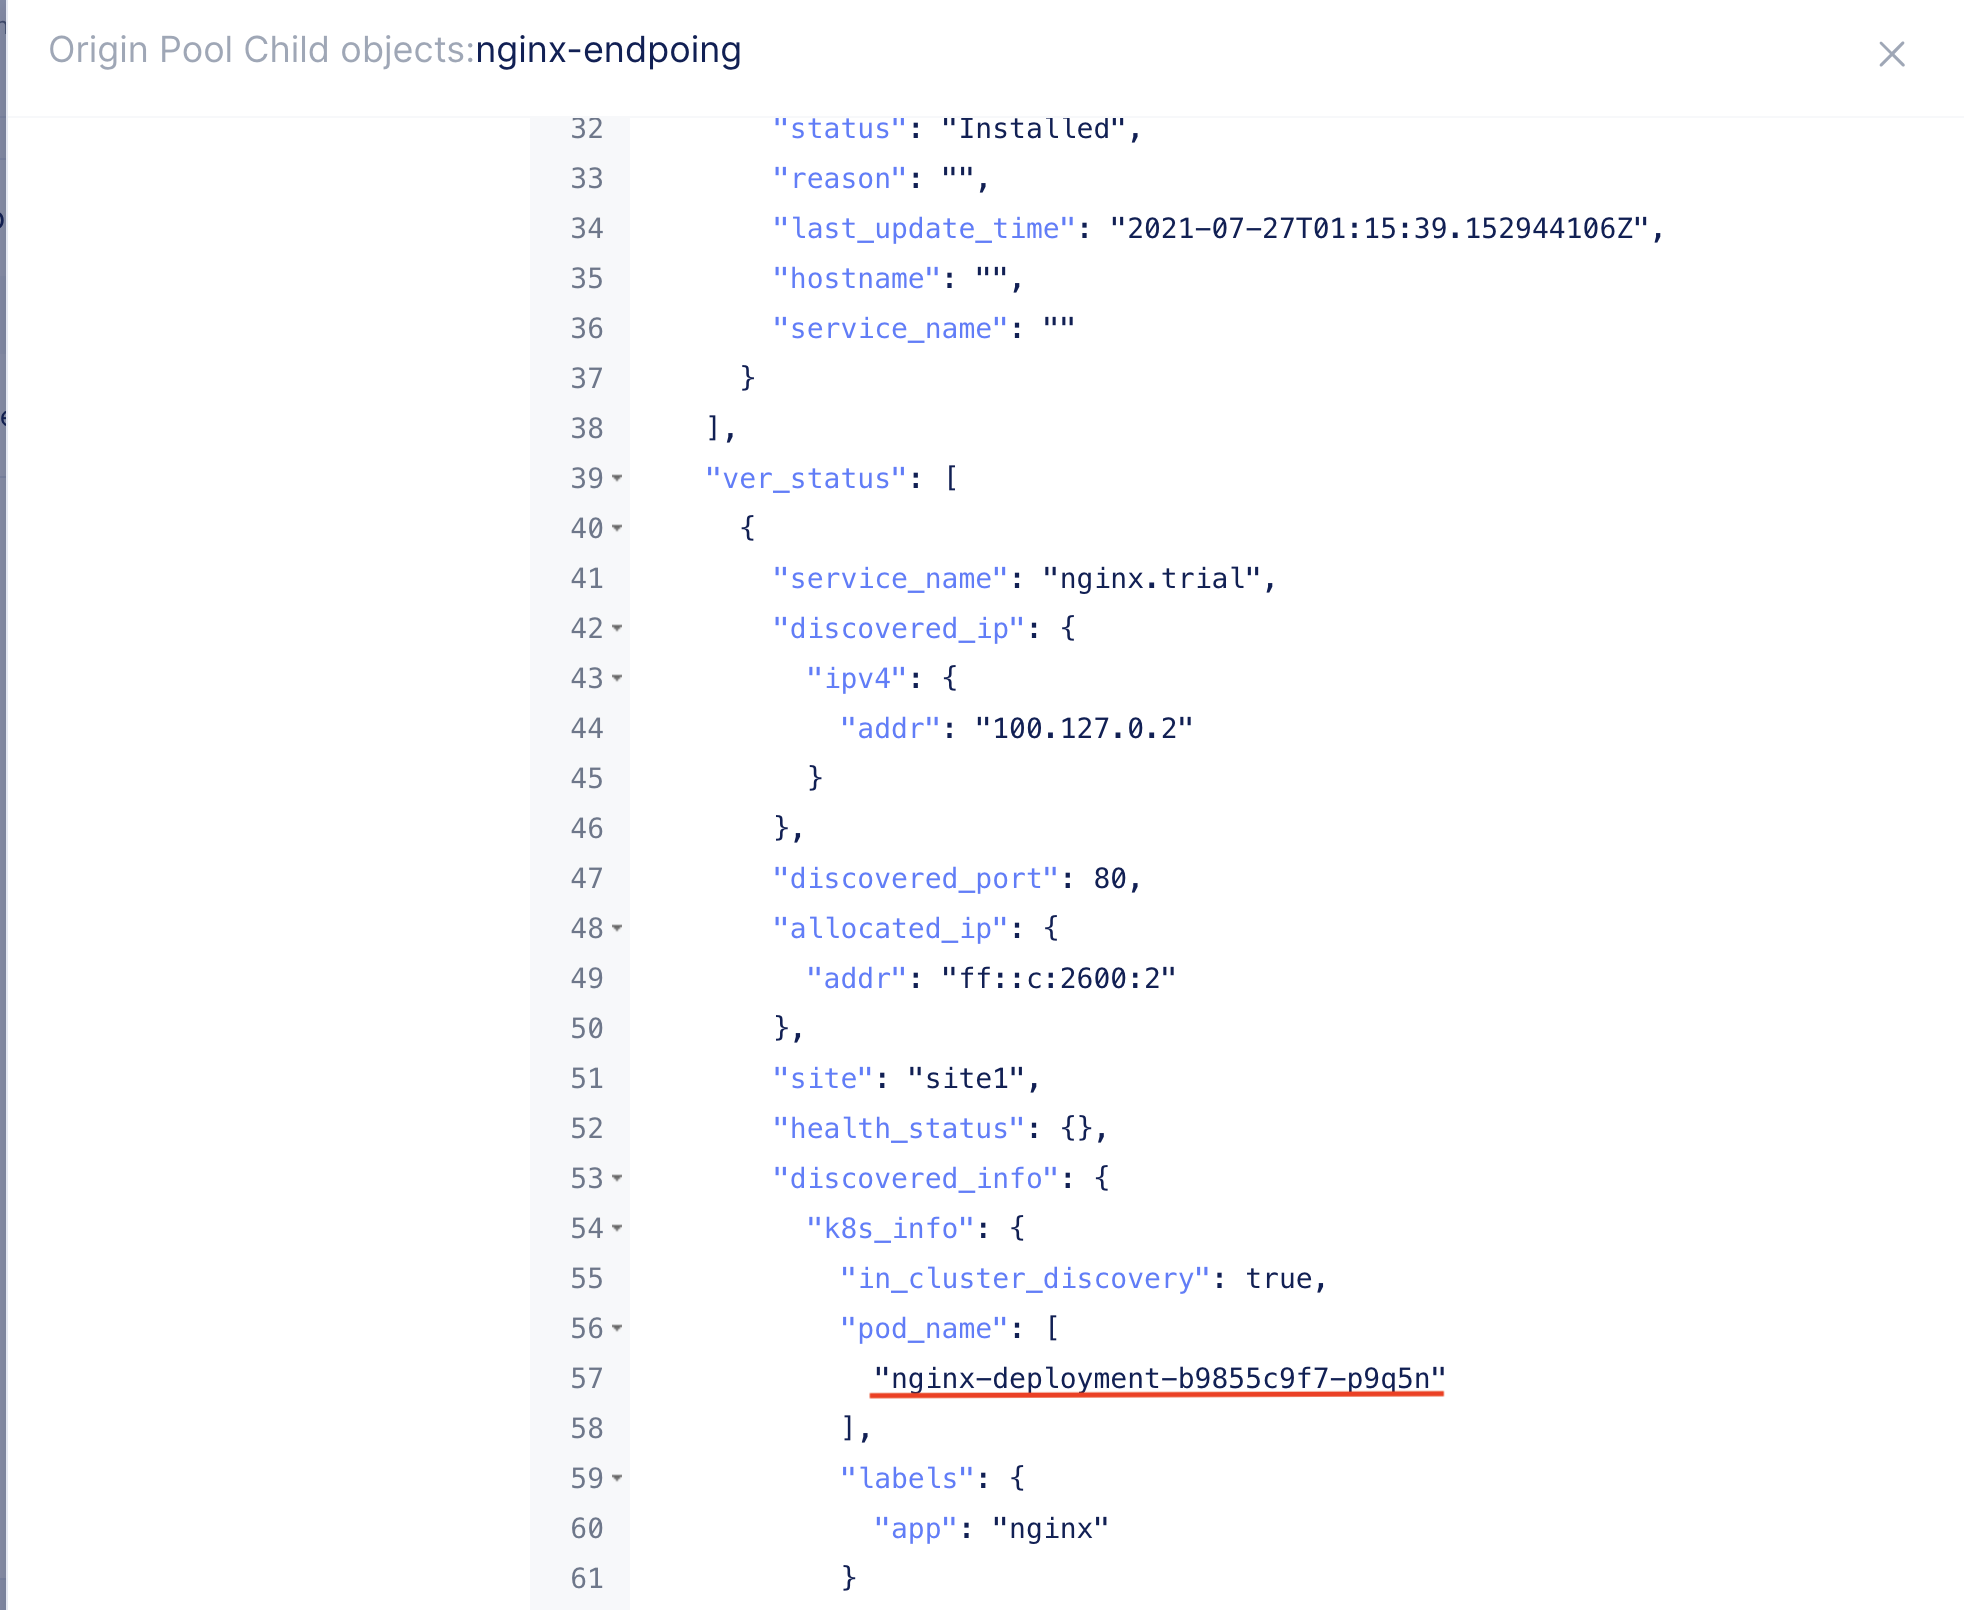 Origin Pool Child objects:nginx-endpoing
32 "status": "Installed",
33 "reason": "",
34 "last_update_time": "2021-07-27T01:15:39.152944106Z",
35 "hostname": "",
36 "service_name": ""
37 }
38 ],
39 "ver_status": [
40 {
41 "service_name": "nginx.trial",
42 "discovered_ip": {
43 "ipv4": {
44 "addr": "100.127.0.2"
45 }
46 },
47 "discovered_port": 80,
48 "allocated_ip": {
49 "addr": "ff::c:2600:2"
50 },
51 "site": "site1",
52 "health_status": {},
53 "discovered_info": {
54 "k8s_info": {
55 "in_cluster_discovery": true,
56 "pod_name": [
57 "nginx-deployment-b9855c9f7-p9q5n"
58 ],
59 "labels": {
60 "app": "nginx"
61 }